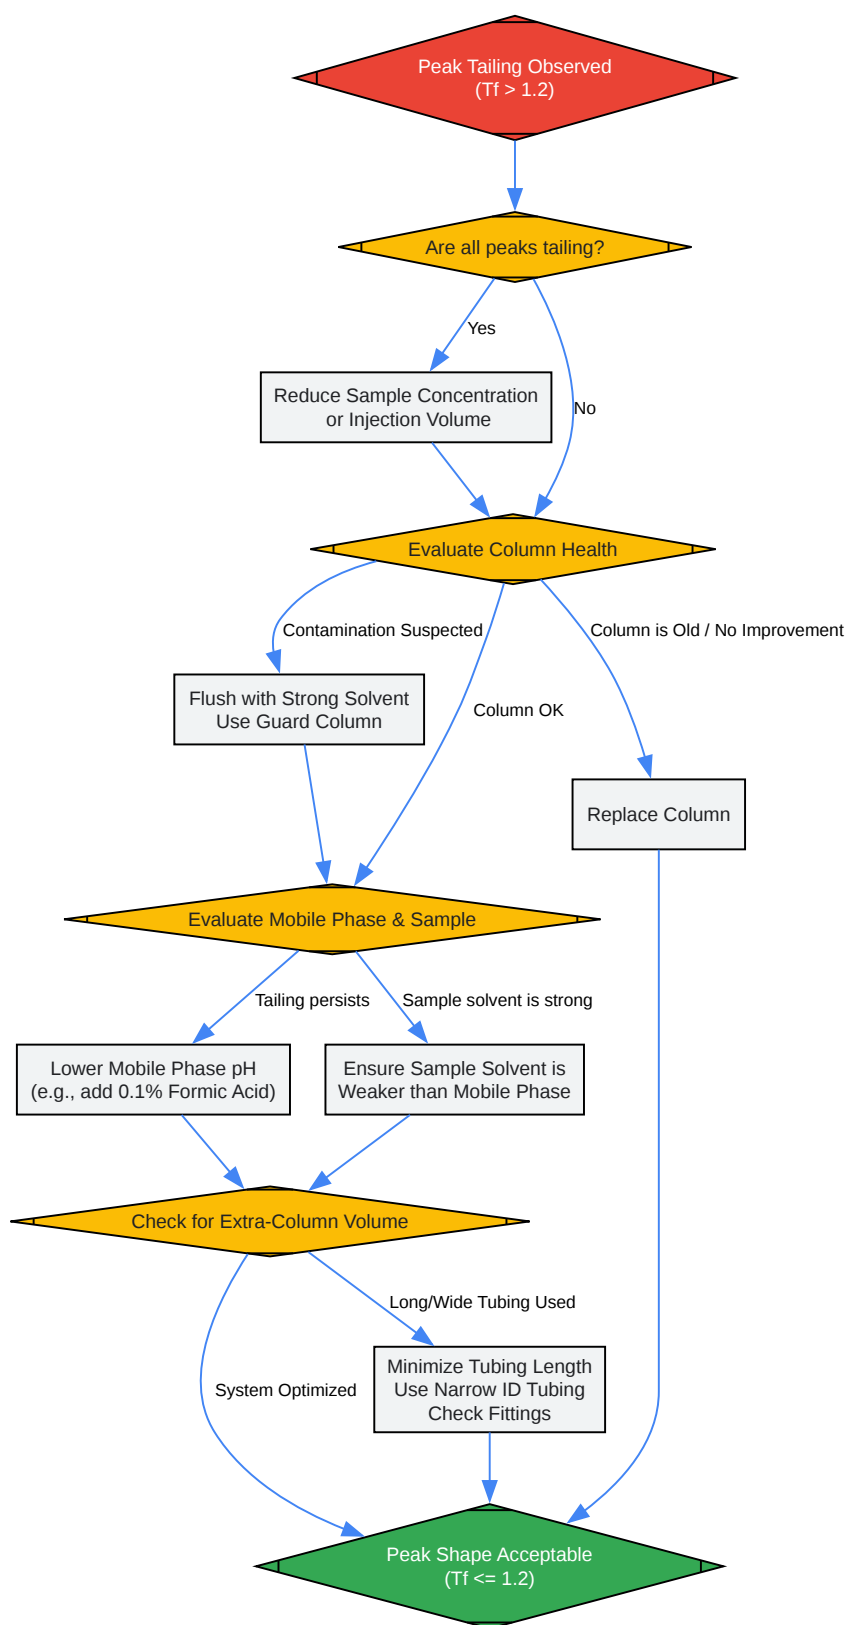 Peak Tailing Observed
(Tf > 1.2)
Are all peaks tailing?
Yes
Reduce Sample Concentration
or Injection Volume
No
Evaluate Column Health
Contamination Suspected
Column is Old / No Improvement
Flush with Strong Solvent
Use Guard Column
Column OK
Replace Column
Evaluate Mobile Phase & Sample
Tailing persists
Sample solvent is strong
Lower Mobile Phase pH
(e.g., add 0.1% Formic Acid)
Ensure Sample Solvent is
Weaker than Mobile Phase
Check for Extra-Column Volume
Long/Wide Tubing Used
System Optimized
Minimize Tubing Length
Use Narrow ID Tubing
Check Fittings
Peak Shape Acceptable
(Tf <= 1.2)